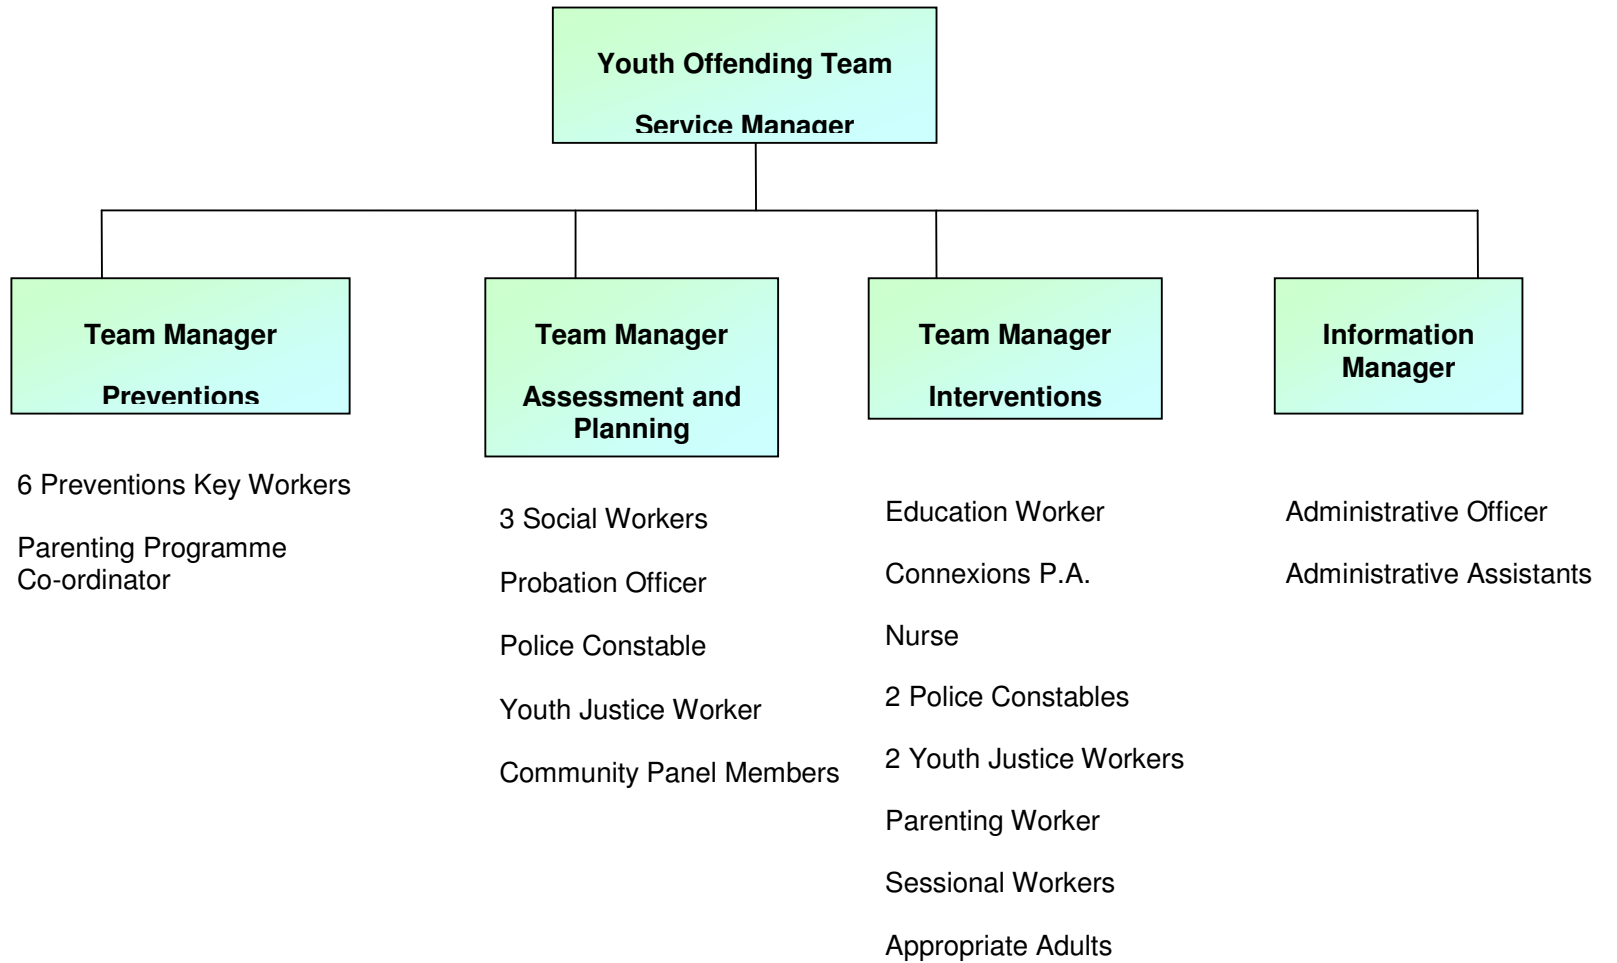 Youth Offending Team
Service Manager
Team Manager
Preventions
Team Manager
Assessment and
Planning
Team Manager
Interventions
Information
Manager
6 Preventions Key Workers
Parenting Programme
Co-ordinator
3 Social Workers
Probation Officer
Police Constable
Youth Justice Worker
Community Panel Members
Education Worker
Connexions P.A.
Nurse
2 Police Constables
2 Youth Justice Workers
Parenting Worker
Sessional Workers
Appropriate Adults
Administrative Officer
Administrative Assistants